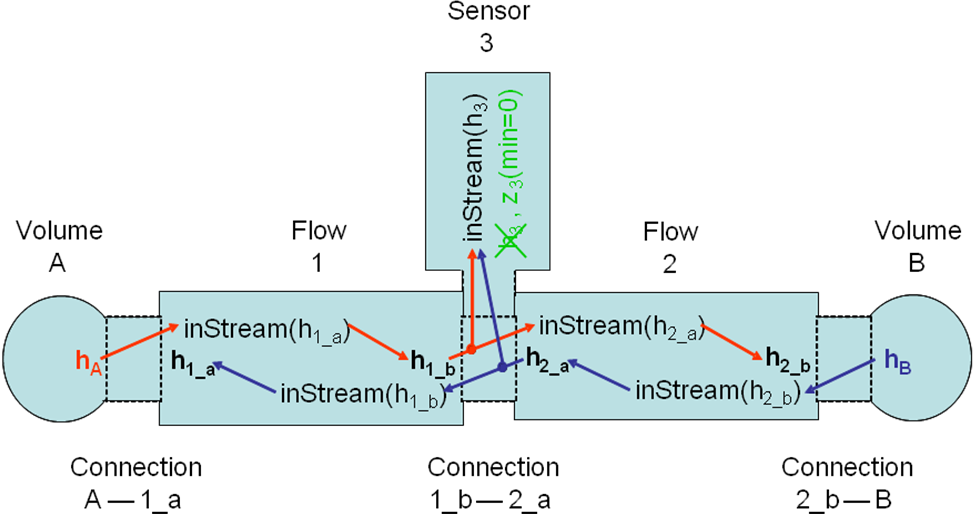 Sensor
3
inStream(h3)
h3, z3(min=0)
Volume
A
Flow
1
Flow
2
Volume
B
inStream(h1_a)
inStream(h2_a)
hA
h1_a
h1_b
h2_a
h2_b
hB
inStream(h1_b)
inStream(h2_b)
Connection
A — 1_a
Connection
1_b — 2_a
Connection
2_b — B